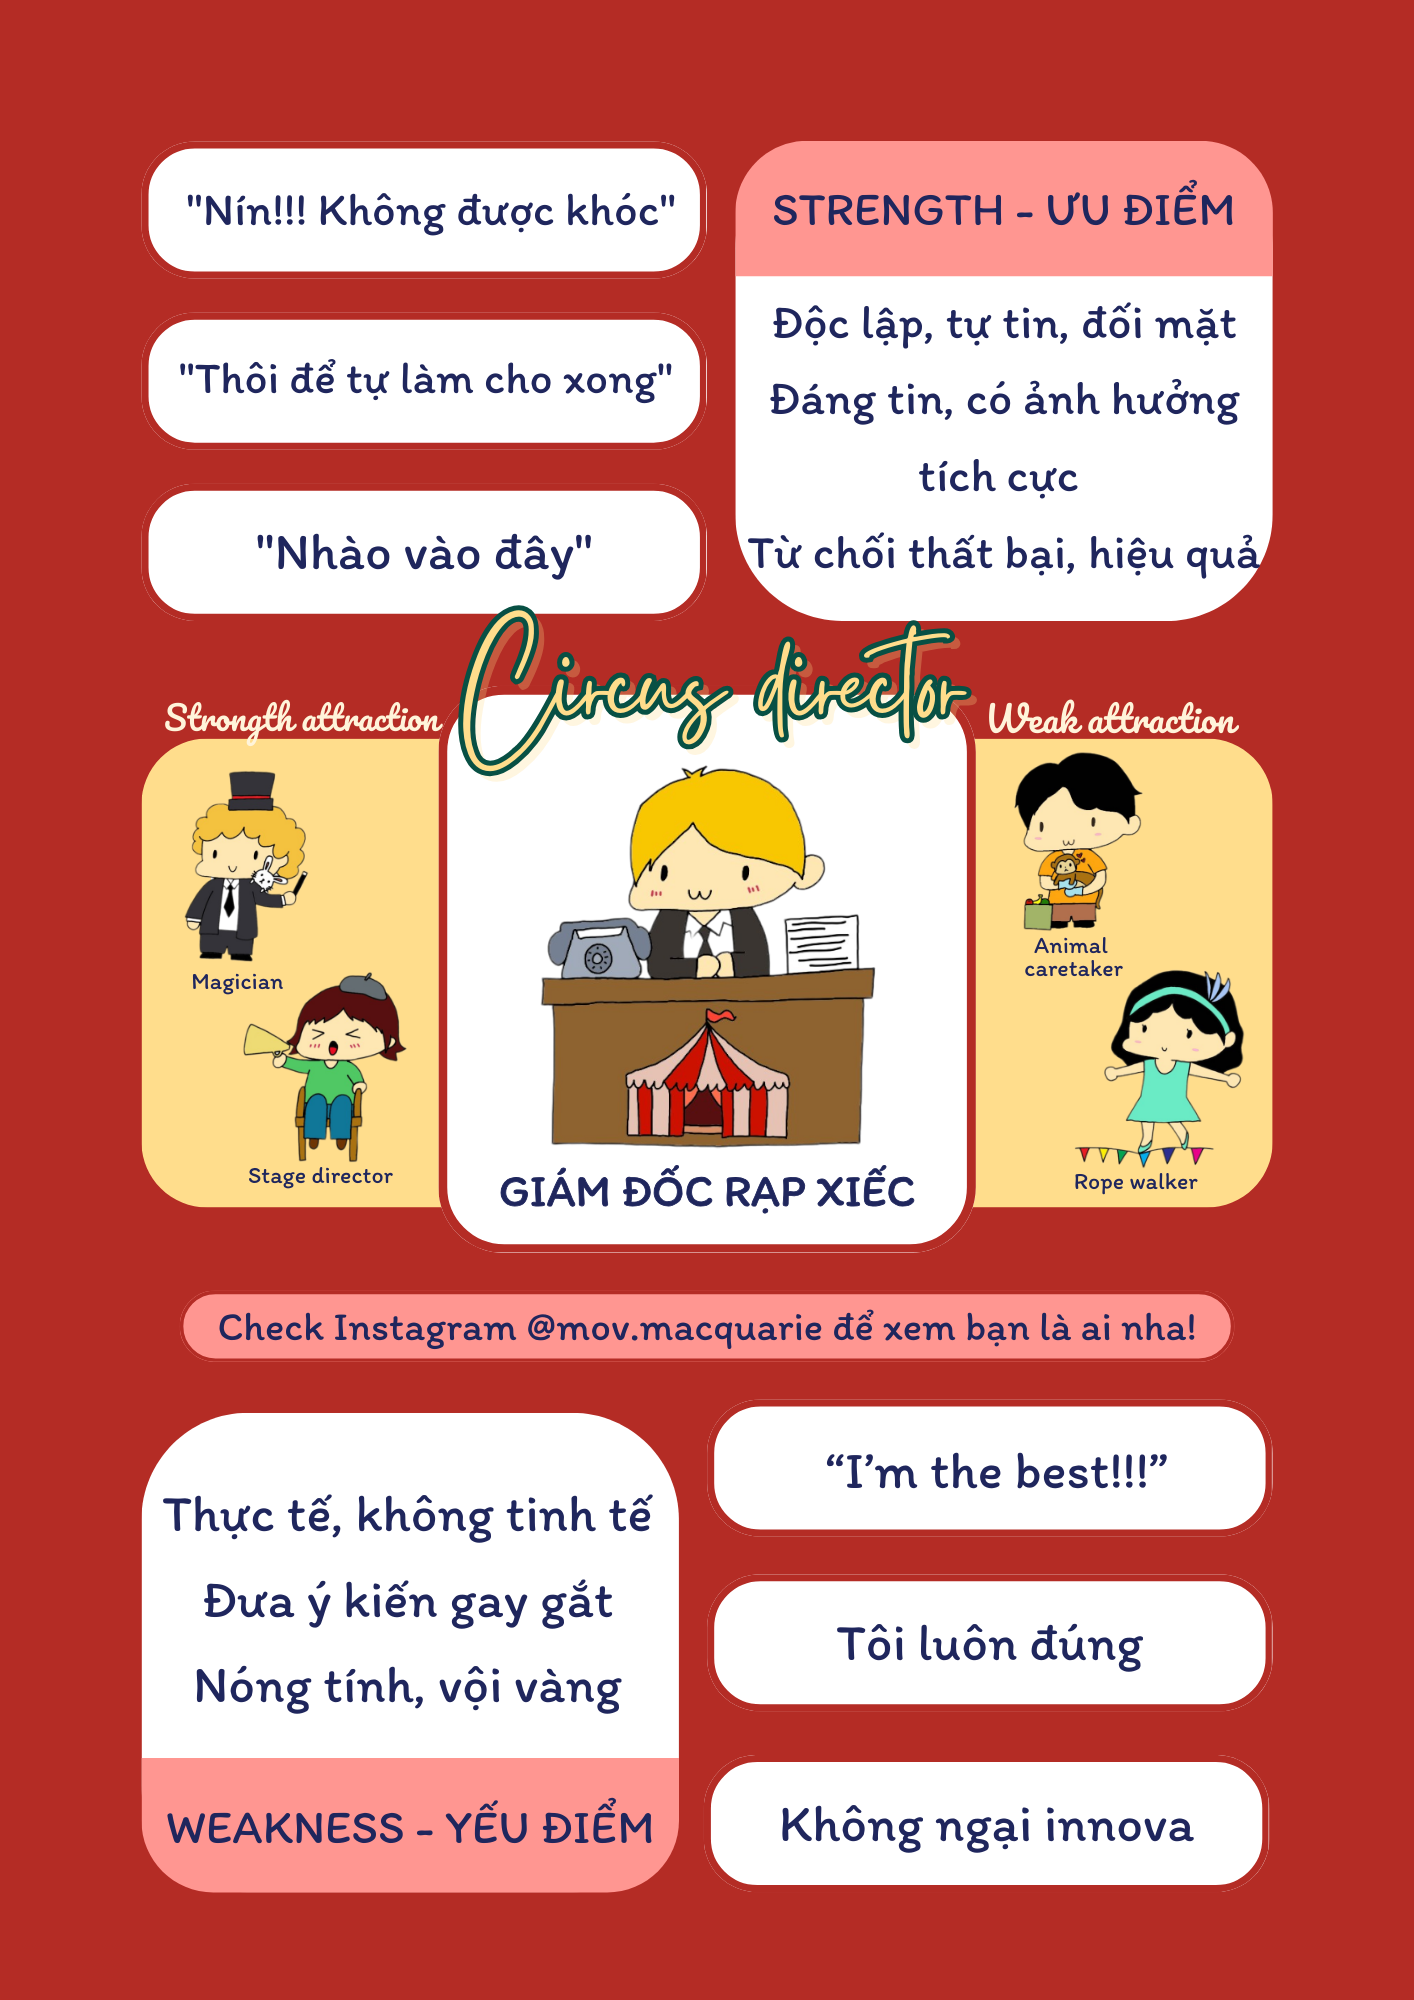 "Nín!!! Không được khóc"
"Thôi để tự làm cho xong"
"Nhào vào đây"
STRENGTH - ƯU ĐIỂM
Độc lập, tự tin, đối mặt
Đáng tin, có ảnh hưởng
tích cực
Từ chối thất bại, hiệu quả
Circus director
Strongth attraction
Magician
Stage director
GIÁM ĐỐC RẠP XIẾC
Weak attraction
Animal
caretaker
Rope walker
Check Instagram @mov.macquarie để xem bạn là ai nha!
Thực tế, không tinh tế
Đưa ý kiến gay gắt
Nóng tính, vội vàng
WEAKNESS - YẾU ĐIỂM
“I’m the best!!!”
Tôi luôn đúng
Không ngại innova